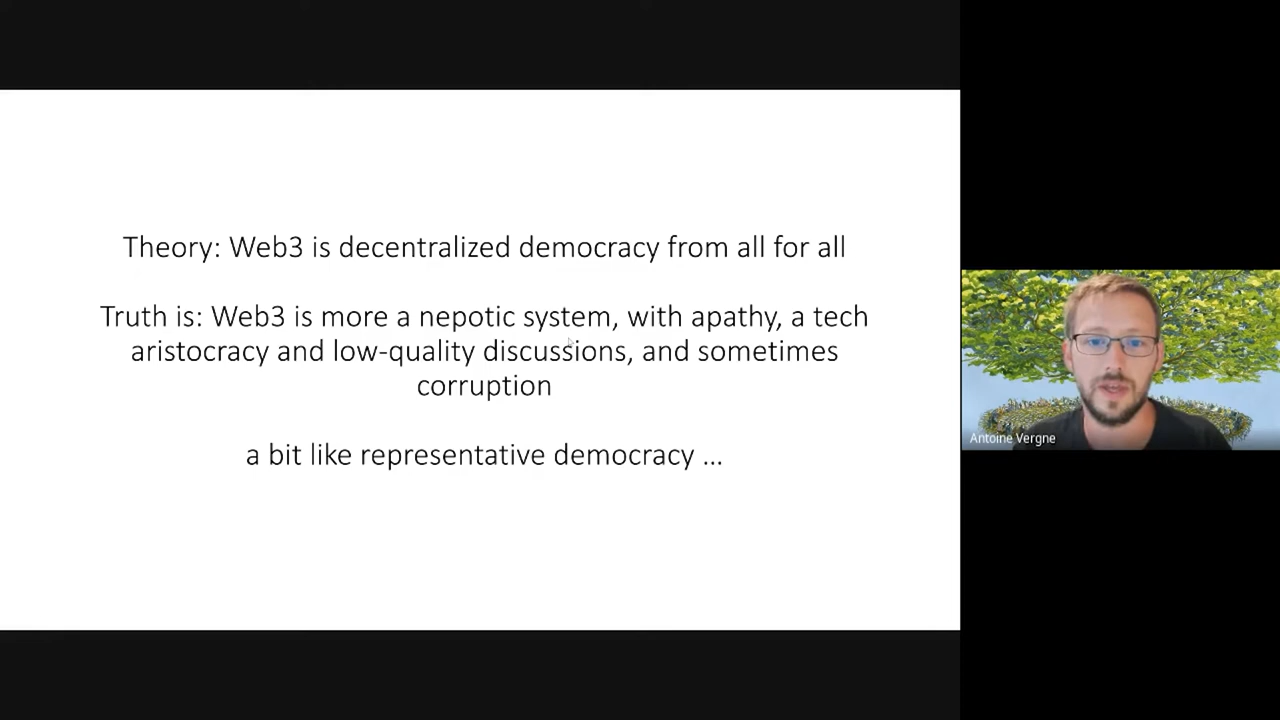 Theory: Web3 is decentralized democracy from all for all
Truth is: Web3 is more a nepotic system, with apathy, a tech
aristocracy and low-quality discussions, and sometimes
corruption
a bit like representative democracy ...
Antoine Vergne